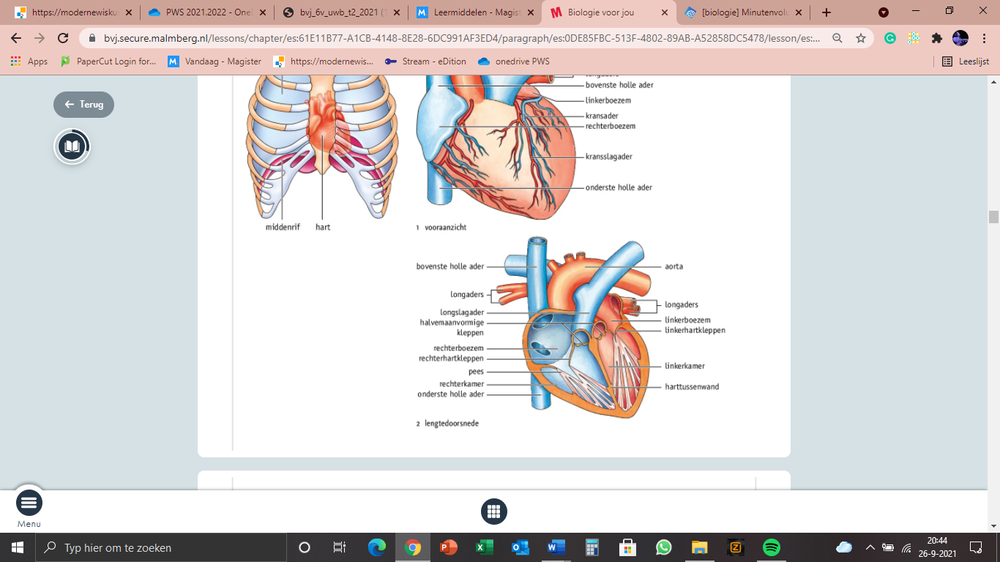 https://modernewisku
PWS 2021.2022 - One
bvj_6v_uwb_t2_2021 (1
Leermiddelen - Magist
Biologie voor jou
[biologie] Minutenvolu
bvj.secure.malmberg.nl/lessons/chapter/es:61E11B77-A1CB-4148-8E28-6DC991AF3ED4/paragraph/es:0DE85FBC-513F-4802-89AB-A52858DC5478/lesson/es:...
Apps
PaperCut Login for...
Vandaag - Magister
https://modernewis...
Stream - eDition
onedrive PWS
Leeslijst
Terug
longaders
bovenste holle ader
linkerboezem
kransader
rechterboezem
kransslagader
onderste holle ader
middenrif hart
1 vooraanzicht
bovenste holle ader
longaders
longslagader
halvemaanvormige
kleppen
rechterboezem
rechterhartkleppen
pees
rechterkamer
onderste holle ader
aorta
longaders
linkerboezem
linkerhartkleppen
linkerkamer
harttussenwand
2 lengtedoorsnede
Menu
Typ hier om te zoeken
20:44
26-9-2021